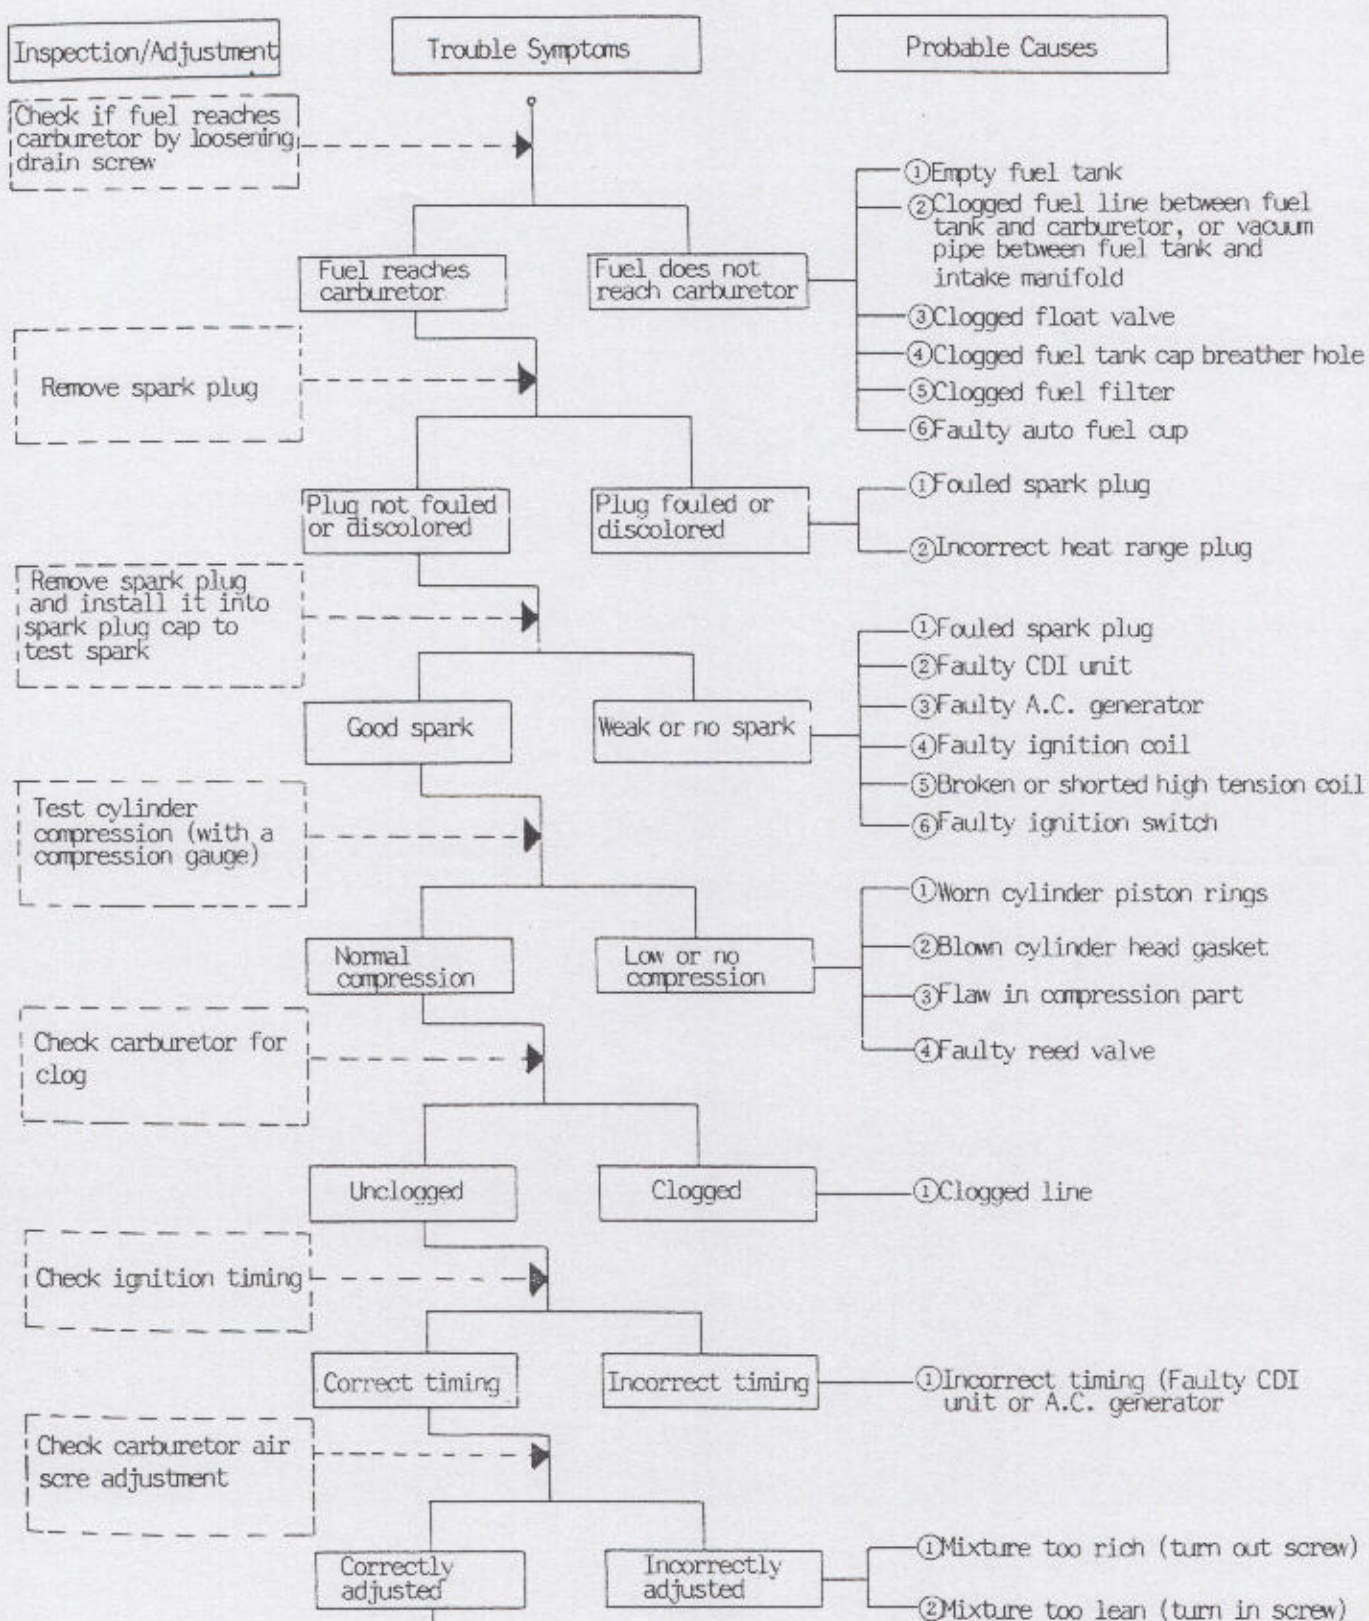 Inspection/Adjustment
Trouble Symptoms
Probable Causes
Check if fuel reaches
carburetor by loosening
drain screw
Fuel reaches
carburetor
Fuel does not
reach carburetor
①Empty fuel tank
②Clogged fuel line between fuel
tank and carburetor, or vacuum
pipe between fuel tank and
intake manifold
③Clogged float valve
④Clogged fuel tank cap breather hole
⑤Clogged fuel filter
⑥Faulty auto fuel cup
Remove spark plug
Plug not fouled
or discolored
Plug fouled or
discolored
①Fouled spark plug
②Incorrect heat range plug
Remove spark plug
and install it into
spark plug cap to
test spark
Good spark
Weak or no spark
①Fouled spark plug
②Faulty CDI unit
③Faulty A.C. generator
④Faulty ignition coil
⑤Broken or shorted high tension coil
⑥Faulty ignition switch
Test cylinder
compression (with a
compression gauge)
Normal
compression
Low or no
compression
①Worn cylinder piston rings
②Blown cylinder head gasket
③Flaw in compression part
④Faulty reed valve
Check carburetor for
clog
Unclogged
Clogged
①Clogged line
Check ignition timing
Correct timing
Incorrect timing
①Incorrect timing (Faulty CDI
unit or A.C. generator
Check carburetor air
scre adjustment
Correctly
adjusted
Incorrectly
adjusted
①Mixture too rich (turn out screw)
②Mixture too lean (turn in screw)